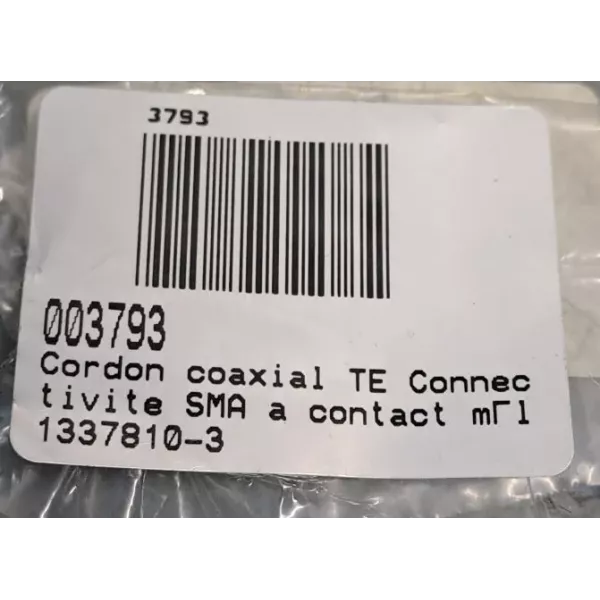 3793
003793
Cordon coaxial TE Connec
tivite SMA a contact mΓl
1337810-3